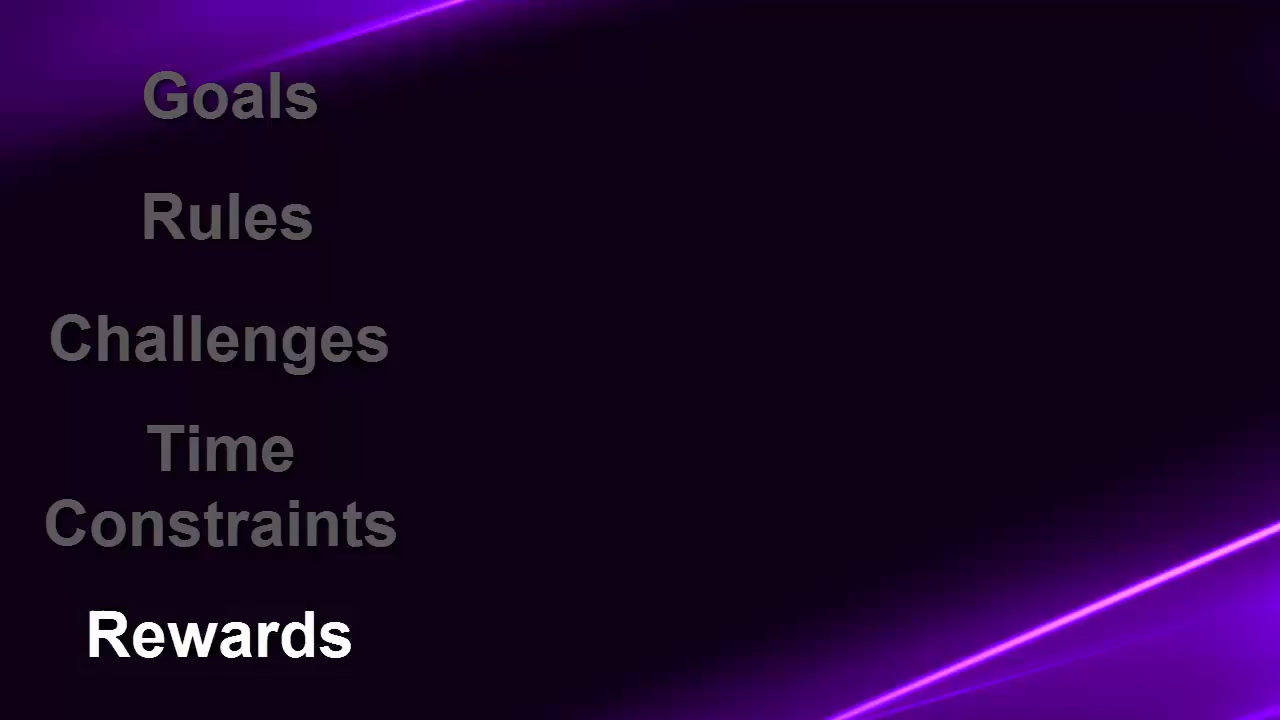 Goals
Rules
Challenges
Time
Constraints
Rewards